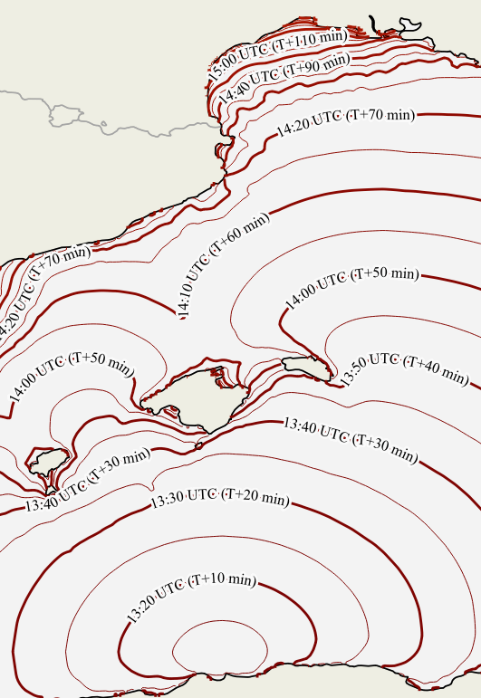 15:00 UTC (T+110 min)
14:40 UTC (T+90 min)
14:20 UTC (T+70 min)
14:10 UTC (T+60 min)
4:20 UTC (T+70 min)
14:00 UTC (T+50 min)
13:50 UTC (T+40 min)
14:00 UTC (T+50 min)
13:40 UTC (T+30 min)
13:40 UTC (T+30 min)
13:30 UTC (T+20 min)
13:20 UTC (T+10 min)